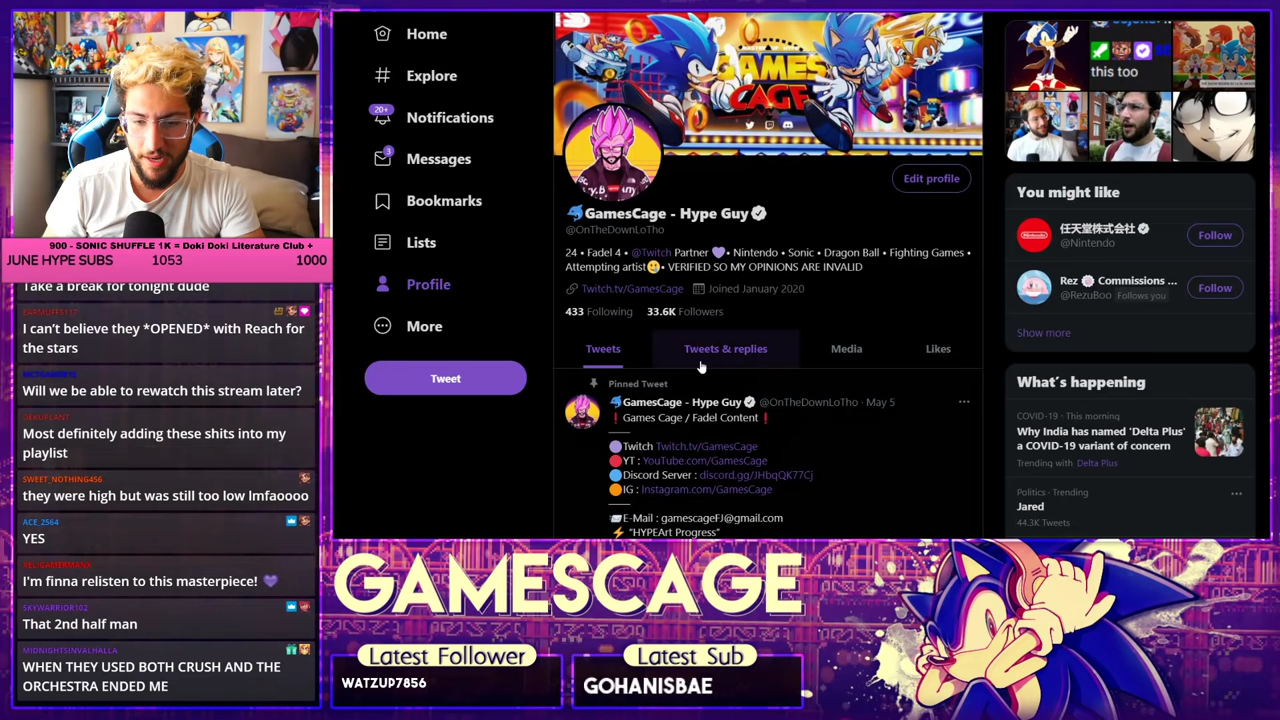 900 - SONIC SHUFFLE 1K = Doki Doki Literature Club +
JUNE HYPE SUBS 1053 1000
Take a break for tonight dude
EARMUFFS117
I can't believe they *OPENED* with Reach for
the stars
Will we be able to rewatch this stream later?
DEKUPLANT
Most definitely adding these shits into my
playlist
SWEET_NOTHING456
they were high but was still too low lmfaoooo
ACE_2564
YES
I'm finna relisten to this masterpiece! 💜
SKYWARRIOR102
That 2nd half man
MIDNIGHTSINVALHALLA
WHEN THEY USED BOTH CRUSH AND THE
ORCHESTRA ENDED ME
Home
Explore
20+
Notifications
3
Messages
Bookmarks
Lists
Profile
More
Tweet
GAMES
CAGE
Edit profile
🐬GamesCage - Hype Guy
@OnTheDownLoTho
24 • Fadel 4 • @Twitch Partner 💜• Nintendo • Sonic • Dragon Ball • Fighting Games •
Attempting artist • VERIFIED SO MY OPINIONS ARE INVALID
Twitch.tv/GamesCage Joined January 2020
433 Following 33.6K Followers
Tweets Tweets & replies Media Likes
Pinned Tweet
🐬GamesCage - Hype Guy @OnTheDownLoTho · May 5
❗ Games Cage / Fadel Content ❗
——
🟣Twitch Twitch.tv/GamesCage
🔴YT : YouTube.com/GamesCage
🔵Discord Server : discord.gg/JHbqQK77Cj
🟠IG : Instagram.com/GamesCage
——
📨E-Mail : gamescageFJ@gmail.com
⚡ "HYPEArt Progress"
this too
You might like
任天堂株式会社
@Nintendo
Follow
Rez Commissions ...
@RezuBoo Follows you
Follow
Show more
What's happening
COVID-19 · This morning
Why India has named 'Delta Plus'
a COVID-19 variant of concern
Trending with Delta Plus
Politics · Trending
Jared
44.3K Tweets
GAMESCAGE
Latest Follower
WATZUP7856
Latest Sub
GOHANISBAE